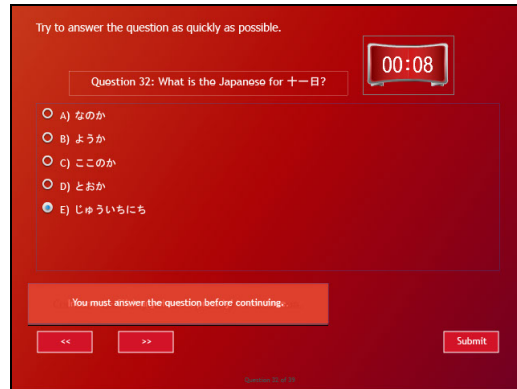 Try to answer the question as quickly as possible.
00:08
Question 32: What is the Japanese for 十一日?
A) なのか
B) ようか
C) ここのか
D) とおか
E) じゅういちにち
You must answer the question before continuing.
<<
>>
Submit